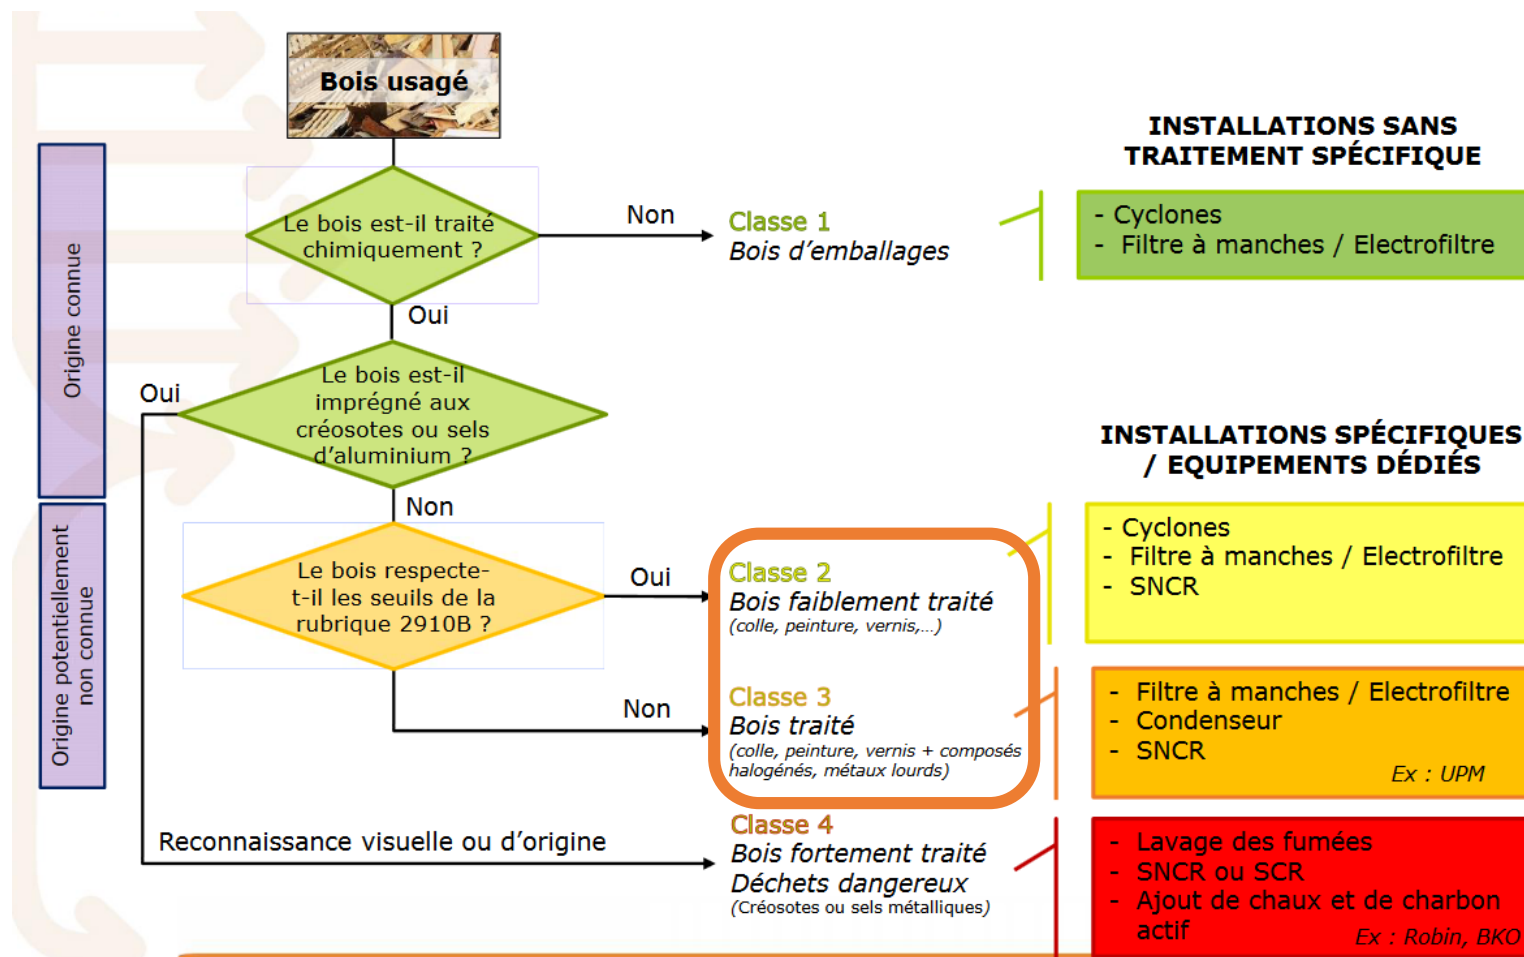 Bois usagé
Origine connue
Le bois est-il traité
chimiquement ?
Non
Classe 1
Bois d'emballages
INSTALLATIONS SANS
TRAITEMENT SPÉCIFIQUE
- Cyclones
- Filtre à manches / Electrofiltre
Oui
Le bois est-il
imprégné aux
créosotes ou sels
d'aluminium ?
Oui
Non
INSTALLATIONS SPÉCIFIQUES
/ EQUIPEMENTS DÉDIÉS
Origine potentiellement
non connue
Le bois respecte-
t-il les seuils de la
rubrique 2910B ?
Oui
Classe 2
Bois faiblement traité
(colle, peinture, vernis,...)
- Cyclones
- Filtre à manches / Electrofiltre
- SNCR
Non
Classe 3
Bois traité
(colle, peinture, vernis + composés
halogénés, métaux lourds)
- Filtre à manches / Electrofiltre
- Condenseur
- SNCR
Ex : UPM
Reconnaissance visuelle ou d'origine
Classe 4
Bois fortement traité
Déchets dangereux
(Créosotes ou sels métalliques)
- Lavage des fumées
- SNCR ou SCR
- Ajout de chaux et de charbon
actif
Ex : Robin, BKO